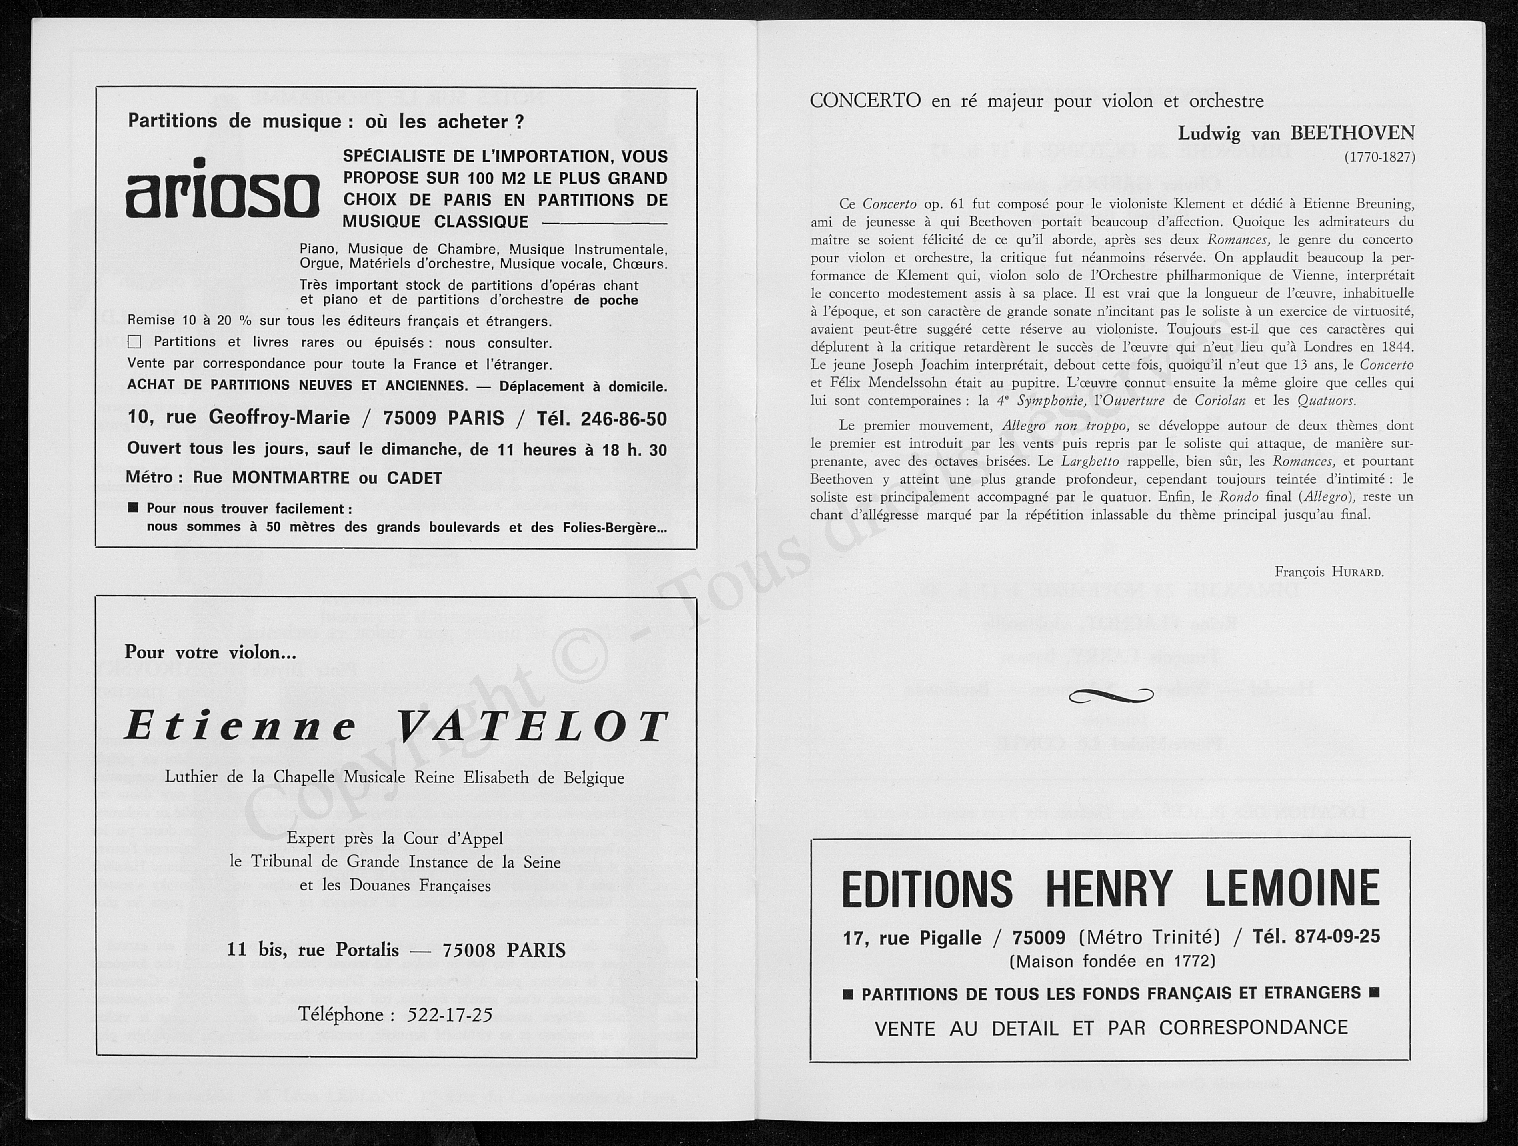 Partitions de musique : où les acheter ?
arioso
SPÉCIALISTE DE L'IMPORTATION, VOUS
PROPOSE SUR 100 M2 LE PLUS GRAND
CHOIX DE PARIS EN PARTITIONS DE
MUSIQUE CLASSIQUE
Piano, Musique de Chambre, Musique Instrumentale,
Orgue, Matériels d'orchestre, Musique vocale, Chœurs.
Très important stock de partitions d'opéras chant
et piano et de partitions d'orchestre de poche
Remise 10 à 20 % sur tous les éditeurs français et étrangers.
☐ Partitions et livres rares ou épuisés : nous consulter.
Vente par correspondance pour toute la France et l'étranger.
ACHAT DE PARTITIONS NEUVES ET ANCIENNES. — Déplacement à domicile.
10, rue Geoffroy-Marie / 75009 PARIS / Tél. 246-86-50
Ouvert tous les jours, sauf le dimanche, de 11 heures à 18 h. 30
Métro : Rue MONTMARTRE ou CADET
■ Pour nous trouver facilement :
nous sommes à 50 mètres des grands boulevards et des Folies-Bergère...
Pour votre violon...
Etienne VATELOT
Luthier de la Chapelle Musicale Reine Elisabeth de Belgique
Expert près la Cour d'Appel
le Tribunal de Grande Instance de la Seine
et les Douanes Françaises
11 bis, rue Portalis — 75008 PARIS
Téléphone : 522-17-25
CONCERTO en ré majeur pour violon et orchestre
Ludwig van BEETHOVEN
(1770-1827)
Ce Concerto op. 61 fut composé pour le violoniste Klement et dédié à Etienne Breuning,
ami de jeunesse à qui Beethoven portait beaucoup d'affection. Quoique les admirateurs du
maître se soient félicité de ce qu'il aborde, après ses deux Romances, le genre du concerto
pour violon et orchestre, la critique fut néanmoins réservée. On applaudit beaucoup la per-
formance de Klement qui, violon solo de l'Orchestre philharmonique de Vienne, interprétait
le concerto modestement assis à sa place. Il est vrai que la longueur de l'œuvre, inhabituelle
à l'époque, et son caractère de grande sonate n'incitant pas le soliste à un exercice de virtuosité,
avaient peut-être suggéré cette réserve au violoniste. Toujours est-il que ces caractères qui
déplurent à la critique retardèrent le succès de l'œuvre qui n'eut lieu qu'à Londres en 1844.
Le jeune Joseph Joachim interprétait, debout cette fois, quoiqu'il n'eut que 13 ans, le Concerto
et Félix Mendelssohn était au pupitre. L'œuvre connut ensuite la même gloire que celles qui
lui sont contemporaines : la 4e Symphonie, l'Ouverture de Coriolan et les Quatuors.
Le premier mouvement, Allegro non troppo, se développe autour de deux thèmes dont
le premier est introduit par les vents puis repris par le soliste qui attaque, de manière sur-
prenante, avec des octaves brisées. Le Larghetto rappelle, bien sûr, les Romances, et pourtant
Beethoven y atteint une plus grande profondeur, cependant toujours teintée d'intimité : le
soliste est principalement accompagné par le quatuor. Enfin, le Rondo final (Allegro), reste un
chant d'allégresse marqué par la répétition inlassable du thème principal jusqu'au final.
François HURARD.
EDITIONS HENRY LEMOINE
17, rue Pigalle / 75009 (Métro Trinité) / Tél. 874-09-25
(Maison fondée en 1772)
■ PARTITIONS DE TOUS LES FONDS FRANÇAIS ET ETRANGERS ■
VENTE AU DETAIL ET PAR CORRESPONDANCE
Copyright © - Tous droits réservés.